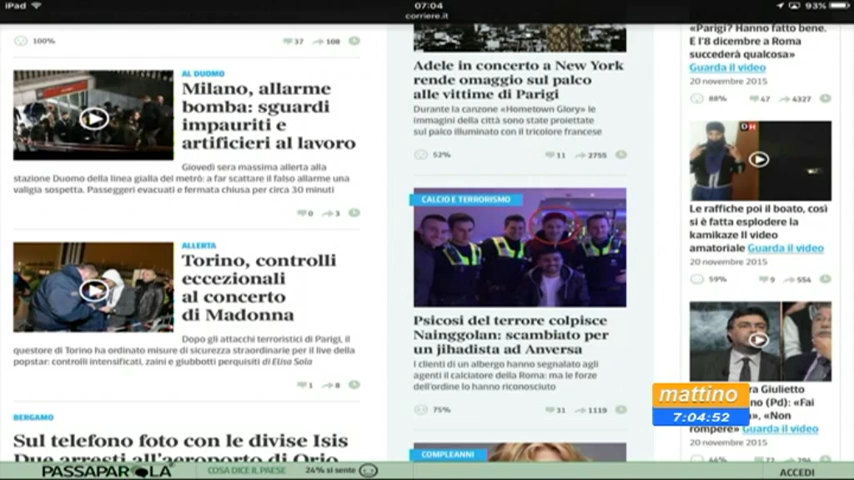 iPad
07:04
93%
corriere.it
100%
37
108
AL DUOMO
Milano, allarme
bomba: sguardi
impauriti e
artificieri al lavoro
Giovedì sera massima allerta alla
stazione Duomo della linea gialla del metrò: a far scattare il falso allarme una
valigia sospetta. Passeggeri evacuati e fermata chiusa per circa 30 minuti
0
3
ALLERTA
Torino, controlli
eccezionali
al concerto
di Madonna
Dopo gli attacchi terroristici di Parigi, il
questore di Torino ha ordinato misure di sicurezza straordinarie per il live della
popstar: controlli intensificati, zaini e giubbotti perquisiti di Elisa Sola
1
8
BERGAMO
Sul telefono foto con le divise Isis
Due arresti all'aeroporto di Orio
Adele in concerto a New York
rende omaggio sul palco
alle vittime di Parigi
Durante la canzone «Hometown Glory» le
immagini della città sono state proiettate
sul palco illuminato con il tricolore francese
52%
11
2755
CALCIO E TERRORISMO
Psicosi del terrore colpisce
Nainggolan: scambiato per
un jihadista ad Anversa
I clienti di un albergo hanno segnalato agli
agenti il calciatore della Roma: ma le forze
dell'ordine lo hanno riconosciuto
75%
31
1119
COMPLEANNI
«Parigi? Hanno fatto bene.
E l'8 dicembre a Roma
succederà qualcosa»
Guarda il video
20 novembre 2015
88%
47
4327
DH
Le raffiche poi il boato, così
si è fatta esplodere la
kamikaze Il video
amatoriale Guarda il video
20 novembre 2015
59%
9
554
ra Giulietto
no (Pd): «Fai
», «Non
rompere» Guarda il video
20 novembre 2015
mattino
7:04:52
PASSAPAROLA
COSA DICE IL PAESE
24% si sente
ACCEDI